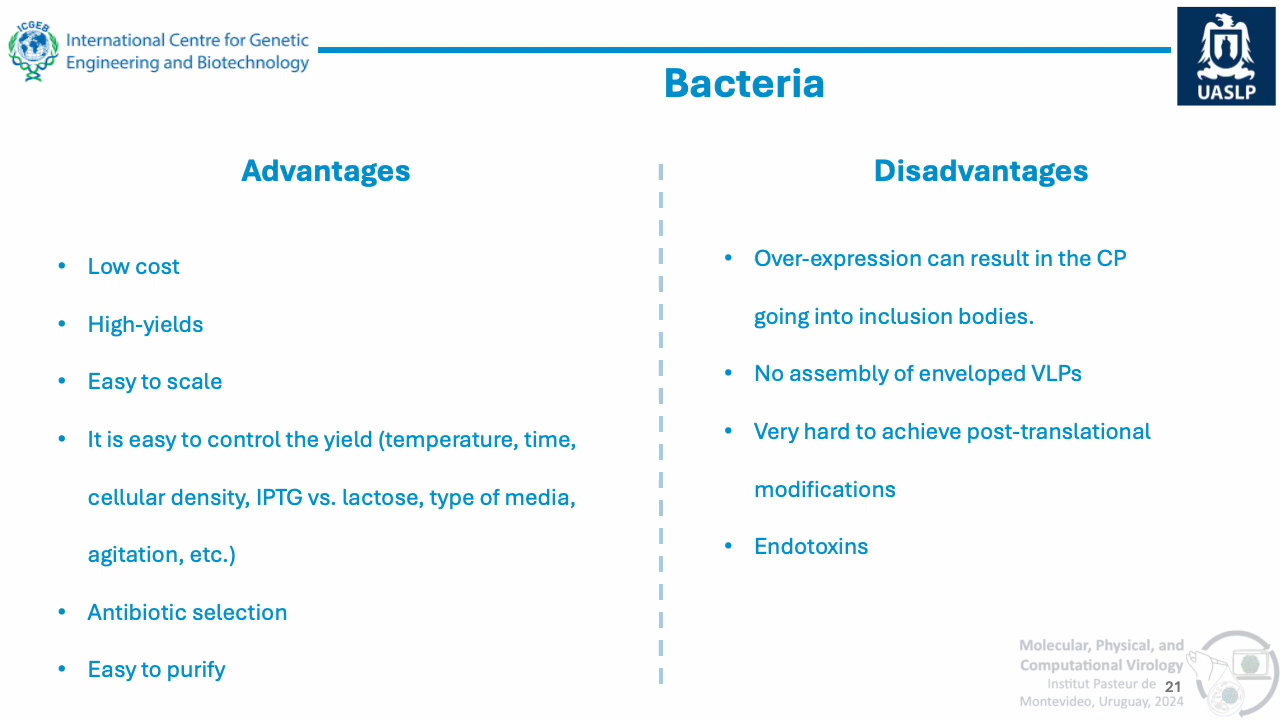 ICGEB
International Centre for Genetic
Engineering and Biotechnology
UASLP
Bacteria
Advantages
• Low cost
• High-yields
• Easy to scale
• It is easy to control the yield (temperature, time,
cellular density, IPTG vs. lactose, type of media,
agitation, etc.)
• Antibiotic selection
• Easy to purify
Disadvantages
• Over-expression can result in the CP
going into inclusion bodies.
• No assembly of enveloped VLPs
• Very hard to achieve post-translational
modifications
• Endotoxins
Molecular, Physical, and
Computational Virology
Institut Pasteur de
Montevideo, Uruguay, 2024
21